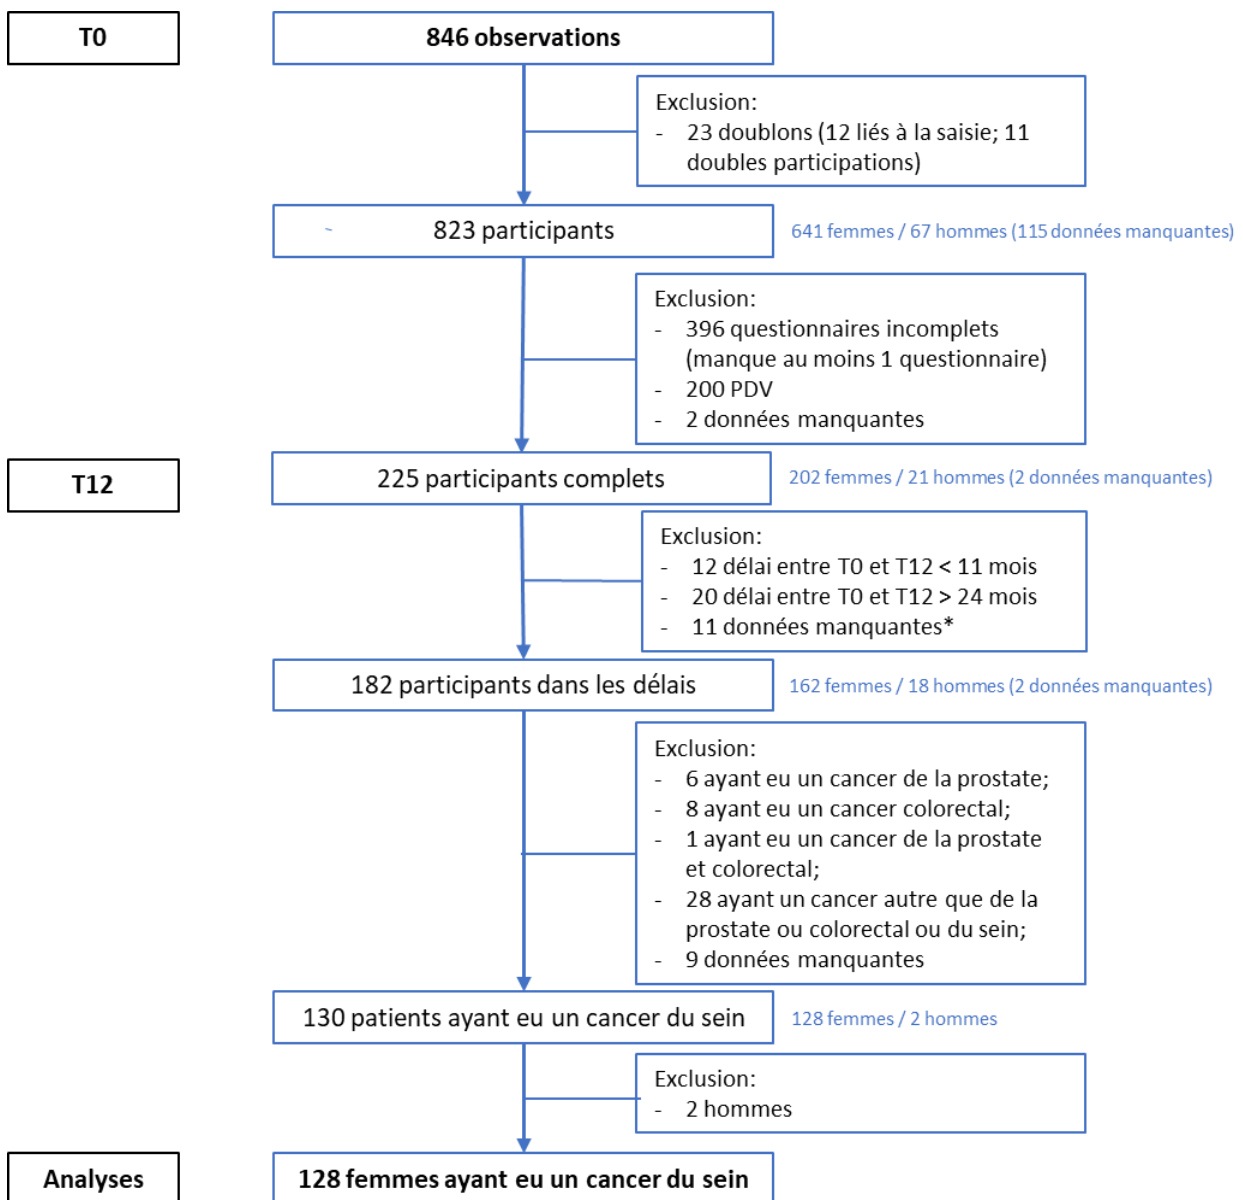 T0
846 observations
Exclusion:
- 23 doublons (12 liés à la saisie; 11
doubles participations)
~ 823 participants
641 femmes / 67 hommes (115 données manquantes)
Exclusion:
- 396 questionnaires incomplets
(manque au moins 1 questionnaire)
- 200 PDV
- 2 données manquantes
T12
225 participants complets
202 femmes / 21 hommes (2 données manquantes)
Exclusion:
- 12 délai entre T0 et T12 < 11 mois
- 20 délai entre T0 et T12 > 24 mois
- 11 données manquantes*
182 participants dans les délais
162 femmes / 18 hommes (2 données manquantes)
Exclusion:
- 6 ayant eu un cancer de la prostate;
- 8 ayant eu un cancer colorectal;
- 1 ayant eu un cancer de la prostate
et colorectal;
- 28 ayant un cancer autre que de la
prostate ou colorectal ou du sein;
- 9 données manquantes
130 patients ayant eu un cancer du sein
128 femmes / 2 hommes
Exclusion:
- 2 hommes
Analyses
128 femmes ayant eu un cancer du sein